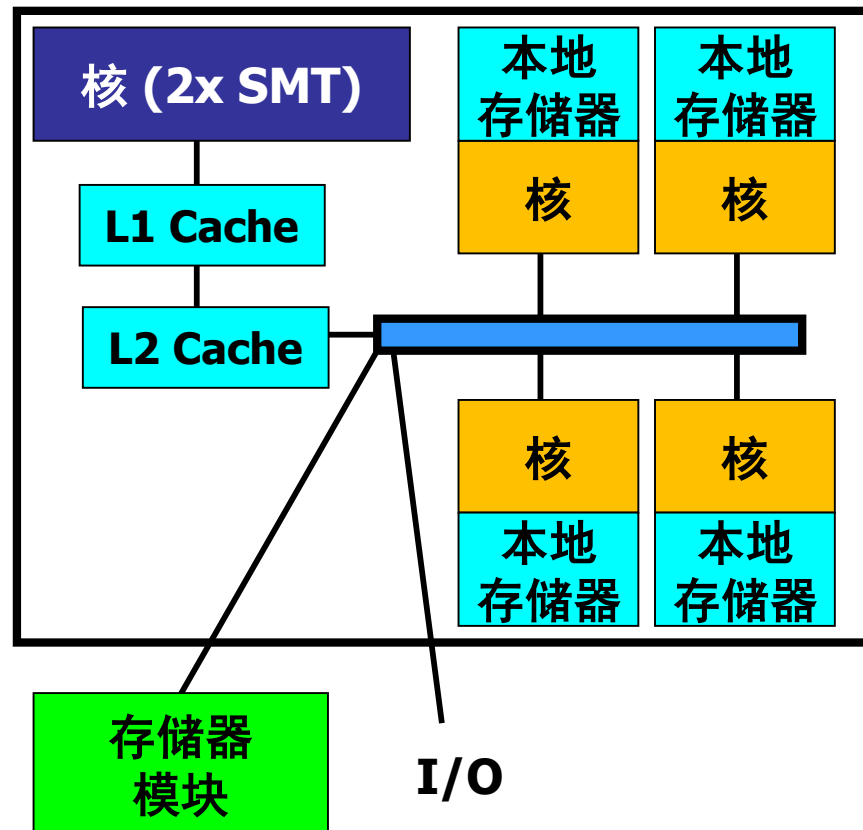 核 (2x SMT)
L1 Cache
L2 Cache
本地
存储器
核
本地
存储器
核
核
本地
存储器
核
本地
存储器
存储器
模块
I/O